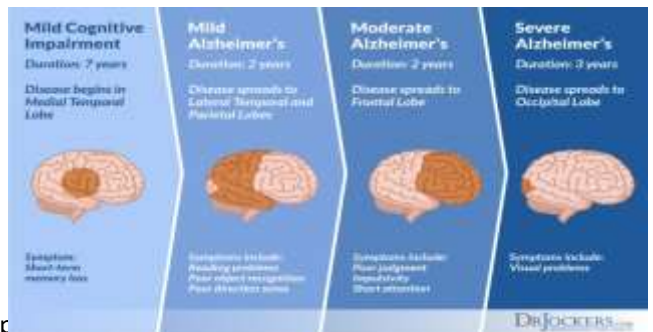 Mild Cognitive
Impairment
Duration: 7 years
Disease begins in
Medial Temporal
Lobe
Symptom:
Short-term
memory loss
Mild
Alzheimer's
Duration: 2 years
Disease spreads to
Lateral Temporal and
Parietal Lobes
Symptoms include:
Reading problems
Poor object recognition
Poor direction sense
Moderate
Alzheimer's
Duration: 2 years
Disease spreads to
Frontal Lobe
Symptoms include:
Poor judgment
Impulsivity
Short attention
Severe
Alzheimer's
Duration: 3 years
Disease spreads to
Occipital Lobe
Symptoms include:
Visual problems
DRJOCKERS.COM
p